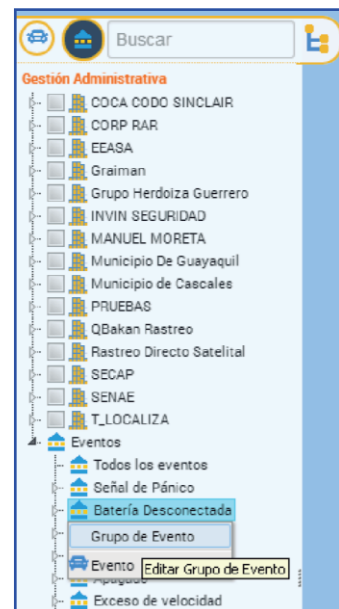 Buscar
Gestión Administrativa
COCA CODO SINCLAIR
CORP RAR
EEASA
Graiman
Grupo Herdoiza Guerrero
INVIN SEGURIDAD
MANUEL MORETA
Municipio De Guayaquil
Municipio de Cascales
PRUEBAS
QBakan Rastreo
Rastreo Directo Satelital
SECAP
SENAE
T_LOCALIZA
Eventos
Todos los eventos
Señal de Pánico
Batería Desconectada
Grupo de Evento
Evento Editar Grupo de Evento
Exceso de velocidad